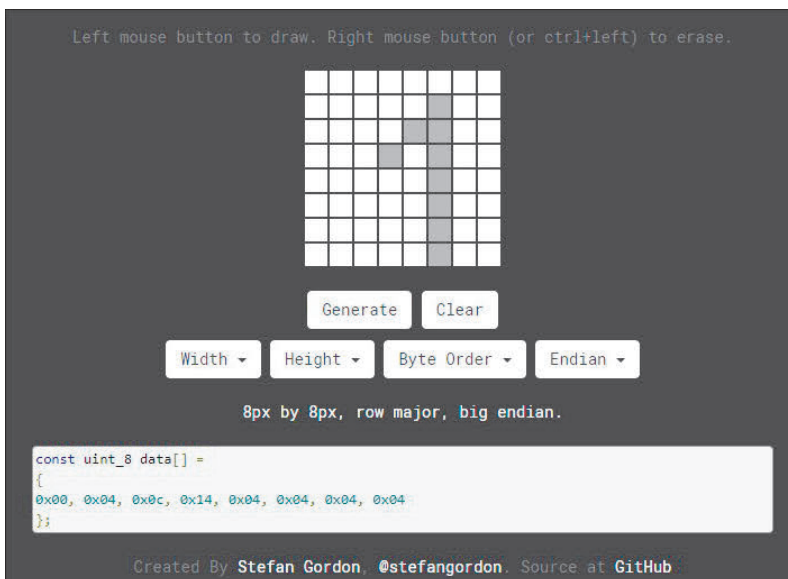 Left mouse button to draw. Right mouse button (or ctrl+left) to erase.
Generate Clear
Width Height Byte Order Endian
8px by 8px, row major, big endian.
const uint_8 data[] =
{
0x00, 0x04, 0x0c, 0x14, 0x04, 0x04, 0x04, 0x04
};
Created By Stefan Gordon, @stefangordon. Source at GitHub